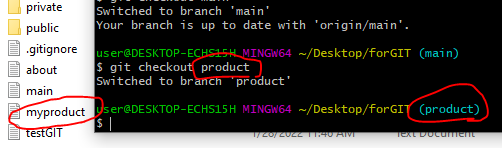 private
public
.gitignore
about
main
myproduct
testGIT
Switched to branch 'main'
Your branch is up to date with 'origin/main'.
user@DESKTOP-ECHS15H MINGW64 ~/Desktop/forGIT (main)
$ git checkout product
Switched to branch 'product'
user@DESKTOP-ECHS15H MINGW64 ~/Desktop/forGIT (product)
$
1/28/2022 11:40 AM Text Document